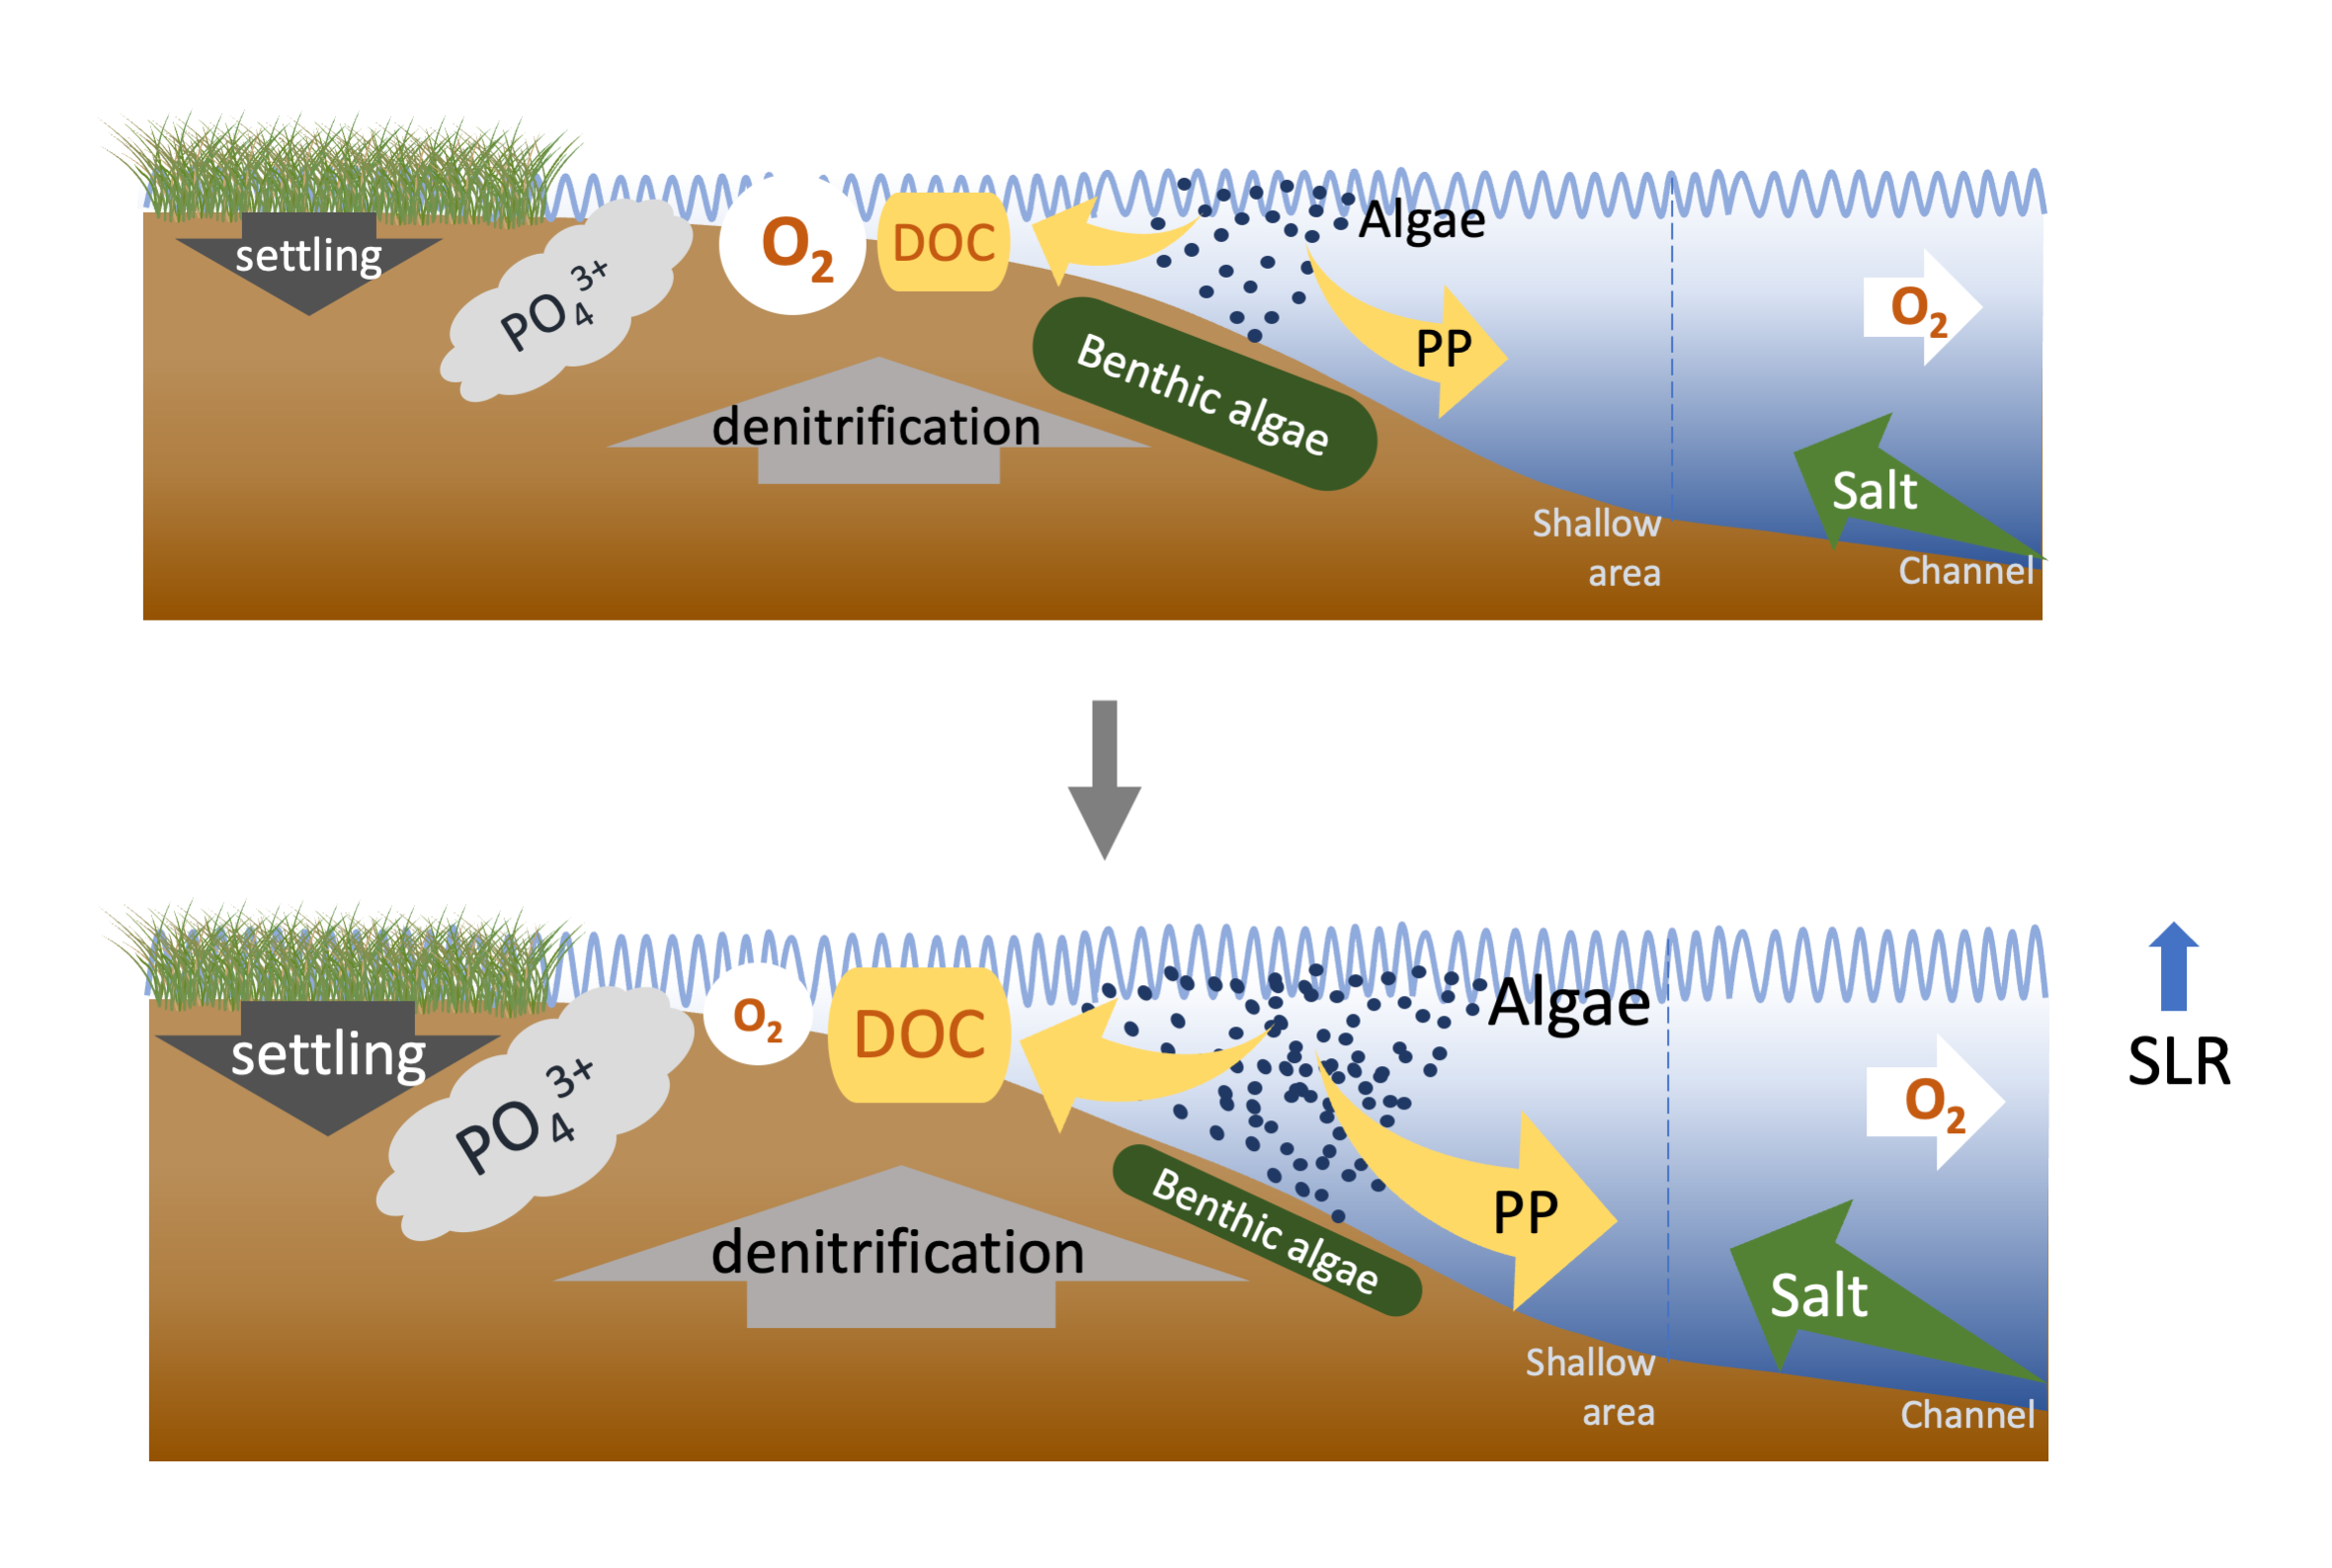 settling
PO₄³⁺
O₂
DOC
Algae
PP
O₂
Benthic algae
denitrification
Salt
Shallow
area
Channel
settling
PO₄³⁺
O₂
DOC
Algae
O₂
SLR
PP
Benthic algae
denitrification
Salt
Shallow
area
Channel